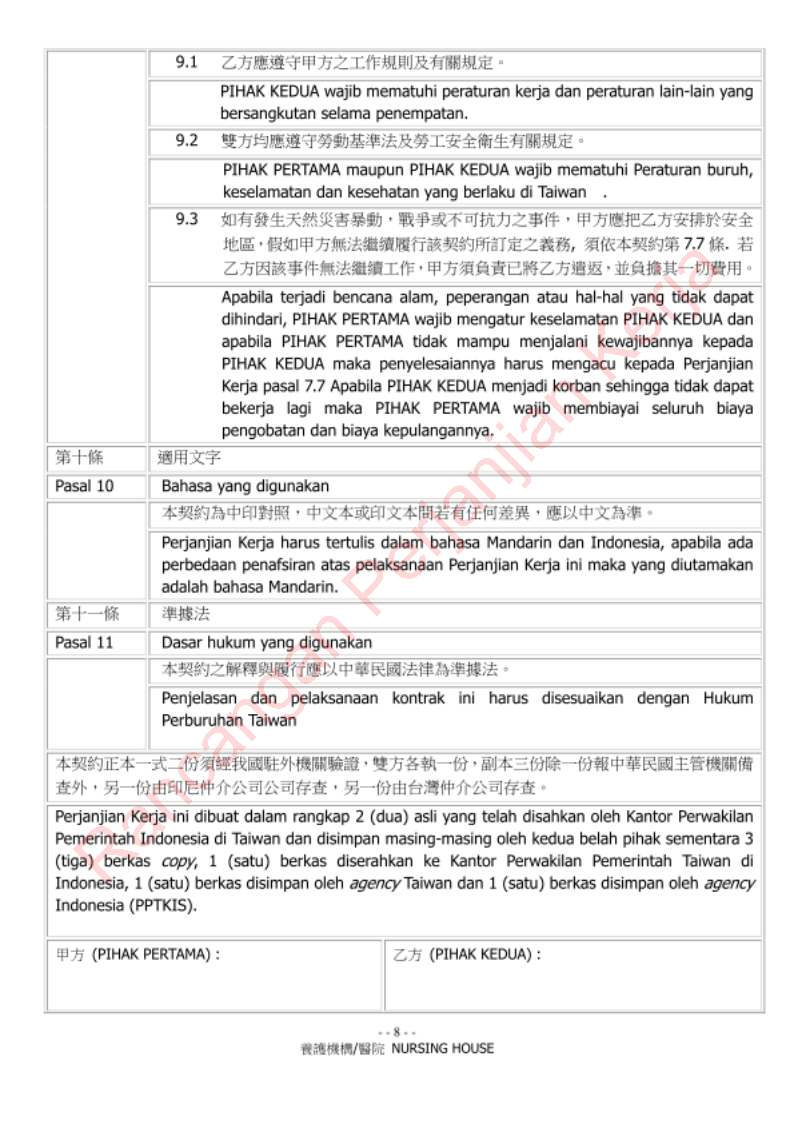 9.1 乙方應遵守甲方之工作規則及有關規定。
PIHAK KEDUA wajib mematuhi peraturan kerja dan peraturan lain-lain yang
bersangkutan selama penempatan.
9.2 雙方均應遵守勞動基準法及勞工安全衛生有關規定。
PIHAK PERTAMA maupun PIHAK KEDUA wajib mematuhi Peraturan buruh,
keselamatan dan kesehatan yang berlaku di Taiwan .
9.3 如有發生天然災害暴動，戰爭或不可抗力之事件，甲方應把乙方安排於安全
地區，假如甲方無法繼續履行該契約所訂定之義務, 須依本契約第 7.7 條. 若
乙方因該事件無法繼續工作，甲方須負責已將乙方遣返，並負擔其一切費用。
Apabila terjadi bencana alam, peperangan atau hal-hal yang tidak dapat
dihindari, PIHAK PERTAMA wajib mengatur keselamatan PIHAK KEDUA dan
apabila PIHAK PERTAMA tidak mampu menjalani kewajibannya kepada
PIHAK KEDUA maka penyelesaiannya harus mengacu kepada Perjanjian
Kerja pasal 7.7 Apabila PIHAK KEDUA menjadi korban sehingga tidak dapat
bekerja lagi maka PIHAK PERTAMA wajib membiayai seluruh biaya
pengobatan dan biaya kepulangannya.
第十條 適用文字
Pasal 10 Bahasa yang digunakan
本契約為中印對照，中文本或印文本間若有任何差異，應以中文為準。
Perjanjian Kerja harus tertulis dalam bahasa Mandarin dan Indonesia, apabila ada
perbedaan penafsiran atas pelaksanaan Perjanjian Kerja ini maka yang diutamakan
adalah bahasa Mandarin.
第十一條 準據法
Pasal 11 Dasar hukum yang digunakan
本契約之解釋與履行應以中華民國法律為準據法。
Penjelasan dan pelaksanaan kontrak ini harus disesuaikan dengan Hukum
Perburuhan Taiwan
本契約正本一式二份須經我國駐外機關驗證，雙方各執一份，副本三份除一份報中華民國主管機關備
查外，另一份由印尼仲介公司公司存查，另一份由台灣仲介公司存查。
Perjanjian Kerja ini dibuat dalam rangkap 2 (dua) asli yang telah disahkan oleh Kantor Perwakilan
Pemerintah Indonesia di Taiwan dan disimpan masing-masing oleh kedua belah pihak sementara 3
(tiga) berkas copy, 1 (satu) berkas diserahkan ke Kantor Perwakilan Pemerintah Taiwan di
Indonesia, 1 (satu) berkas disimpan oleh agency Taiwan dan 1 (satu) berkas disimpan oleh agency
Indonesia (PPTKIS).
甲方 (PIHAK PERTAMA) : 乙方 (PIHAK KEDUA) :
- - 8 - -
養護機構/醫院 NURSING HOUSE
Rancangan Perjanjian Kerja